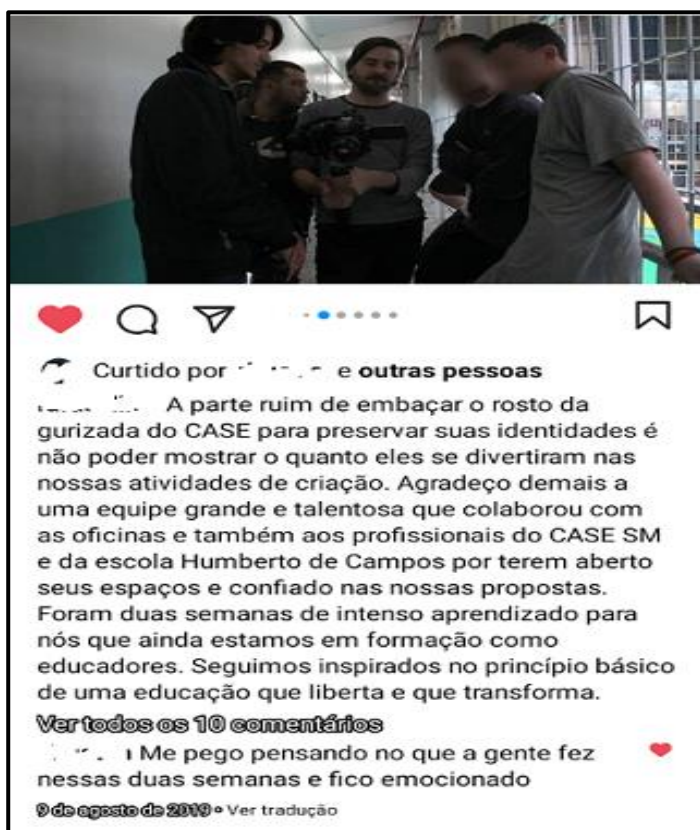 Curtido por e outras pessoas
A parte ruim de embaçar o rosto da
gurizada do CASE para preservar suas identidades é
não poder mostrar o quanto eles se divertiram nas
nossas atividades de criação. Agradeço demais a
uma equipe grande e talentosa que colaborou com
as oficinas e também aos profissionais do CASE SM
e da escola Humberto de Campos por terem aberto
seus espaços e confiado nas nossas propostas.
Foram duas semanas de intenso aprendizado para
nós que ainda estamos em formação como
educadores. Seguimos inspirados no princípio básico
de uma educação que liberta e que transforma.
Ver todos os 10 comentários
Me pego pensando no que a gente fez
nessas duas semanas e fico emocionado
9 de agosto de 2019 • Ver tradução